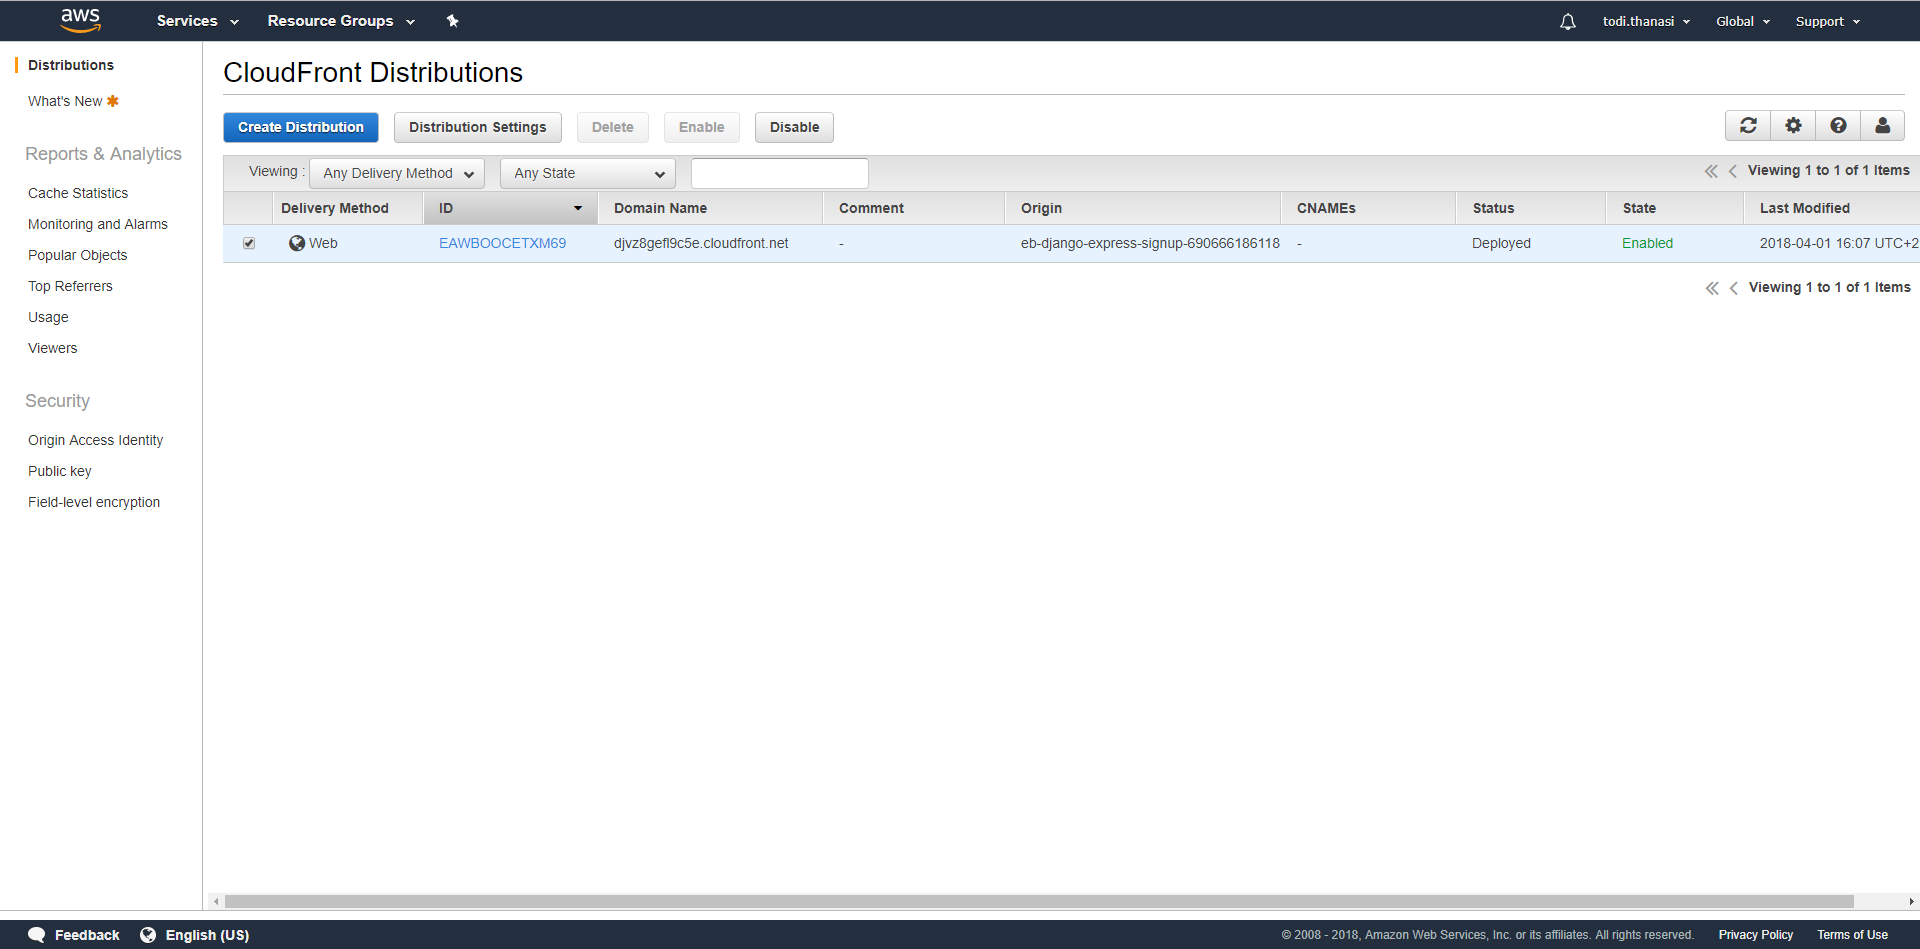 aws Services Resource Groups todi.thanasi Global Support
Distributions
What's New
Reports & Analytics
Cache Statistics
Monitoring and Alarms
Popular Objects
Top Referrers
Usage
Viewers
Security
Origin Access Identity
Public key
Field-level encryption
CloudFront Distributions
Create Distribution Distribution Settings Delete Enable Disable
Viewing : Any Delivery Method Any State Viewing 1 to 1 of 1 Items
Delivery Method ID Domain Name Comment Origin CNAMEs Status State Last Modified
Web EAWBOOCETXM69 djvz8gefl9c5e.cloudfront.net - eb-django-express-signup-690666186118 - Deployed Enabled 2018-04-01 16:07 UTC+2
Viewing 1 to 1 of 1 Items
Feedback English (US) © 2008 - 2018, Amazon Web Services, Inc. or its affiliates. All rights reserved. Privacy Policy Terms of Use